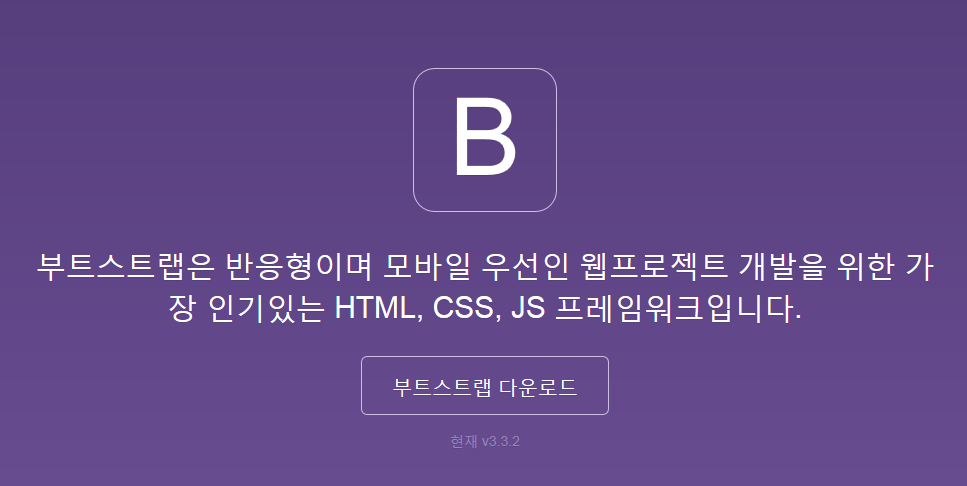 B
부트스트랩은 반응형이며 모바일 우선인 웹프로젝트 개발을 위한 가
장 인기있는 HTML, CSS, JS 프레임워크입니다.
부트스트랩 다운로드
현재 v3.3.2